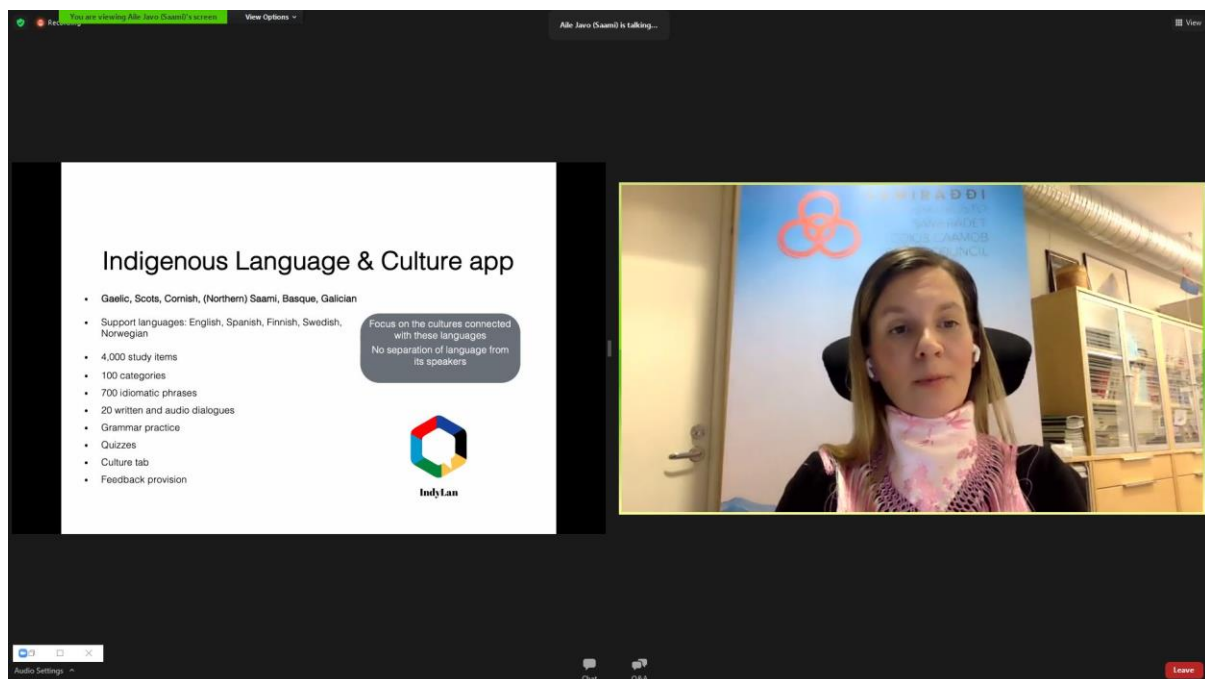 You are viewing Aile Javo (Saami)'s screen
View Options
Aile Javo (Saami) is talking...
View
Indigenous Language & Culture app
• Gaelic, Scots, Cornish, (Northern) Saami, Basque, Galician
• Support languages: English, Spanish, Finnish, Swedish,
Norwegian
• 4,000 study items
• 100 categories
• 700 idiomatic phrases
• 20 written and audio dialogues
• Grammar practice
• Quizzes
• Culture tab
• Feedback provision
Focus on the cultures connected
with these languages
No separation of language from
its speakers
IndyLan
Audio Settings
Chat
Q&A
Leave